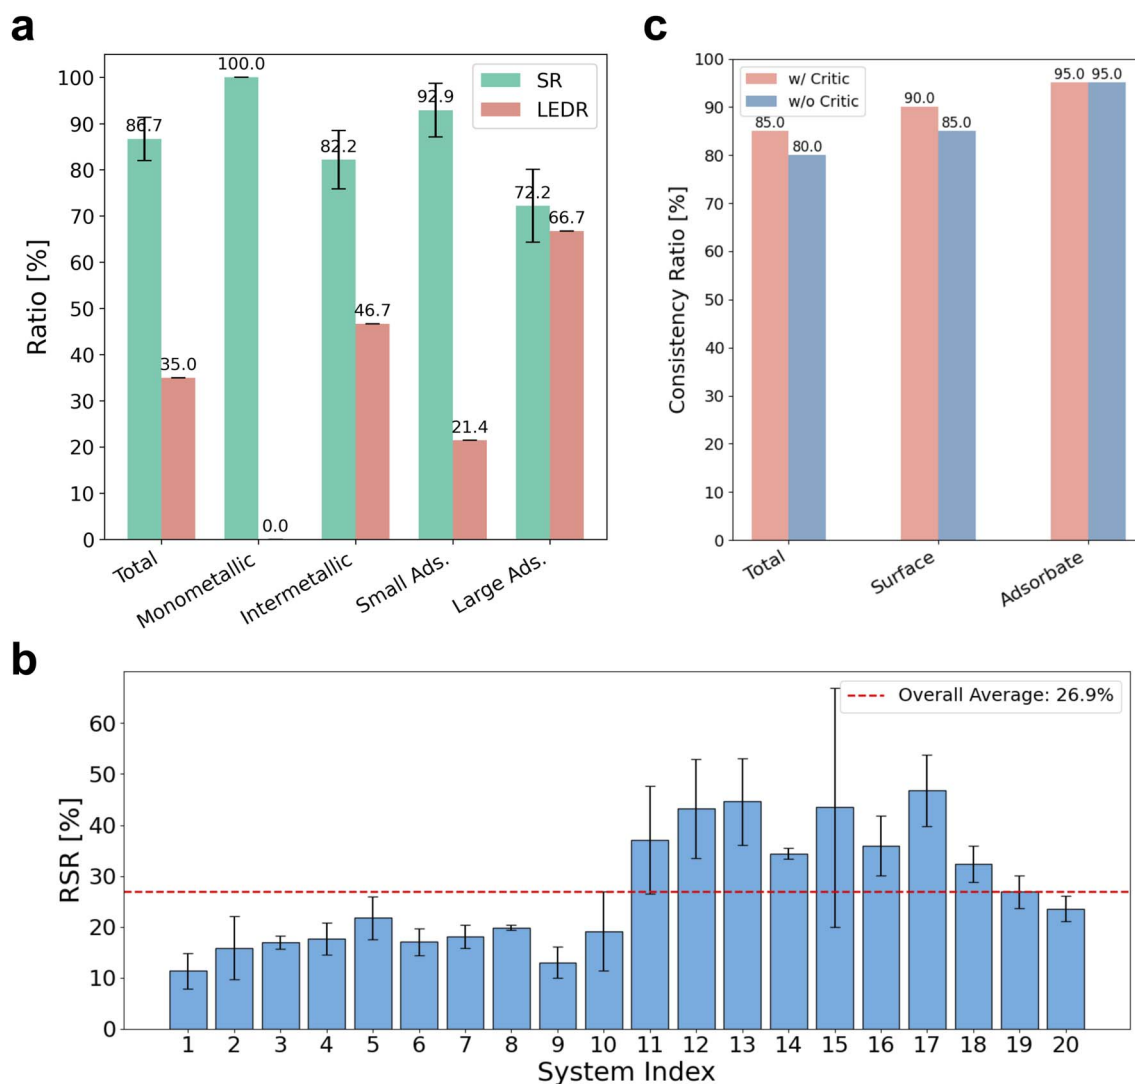 a
100
90
80
70
60
50
40
30
20
10
0
Ratio [%]
SR
LEDR
86.7
35.0
100.0
0.0
82.2
46.7
92.9
21.4
72.2
66.7
Total
Monometallic
Intermetallic
Small Ads.
Large Ads.
c
100
90
80
70
60
50
40
30
20
10
0
Consistency Ratio [%]
w/ Critic
w/o Critic
85.0
80.0
90.0
85.0
95.0 95.0
Total
Surface
Adsorbate
b
60
50
40
30
20
10
0
RSR [%]
Overall Average: 26.9%
1 2 3 4 5 6 7 8 9 10 11 12 13 14 15 16 17 18 19 20
System Index